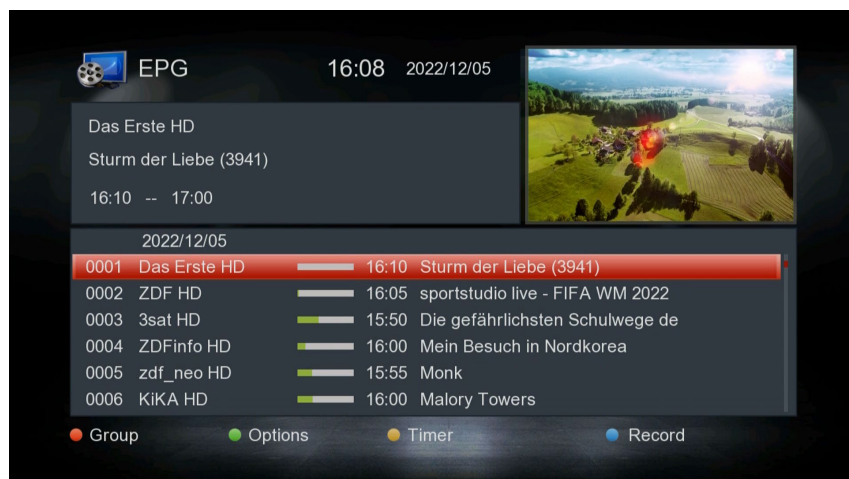 EPG 16:08 2022/12/05
Das Erste HD
Sturm der Liebe (3941)
16:10 -- 17:00
2022/12/05
0001 Das Erste HD 16:10 Sturm der Liebe (3941)
0002 ZDF HD 16:05 sportstudio live - FIFA WM 2022
0003 3sat HD 15:50 Die gefährlichsten Schulwege de
0004 ZDFinfo HD 16:00 Mein Besuch in Nordkorea
0005 zdf_neo HD 15:55 Monk
0006 KiKA HD 16:00 Malory Towers
Group Options Timer Record